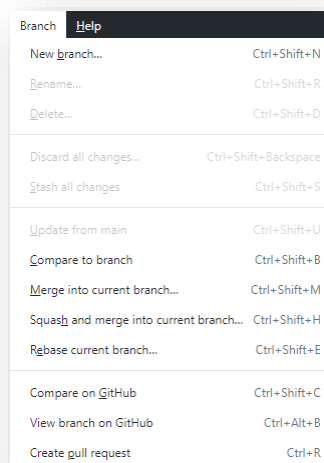 Branch Help
New branch... Ctrl+Shift+N
Rename... Ctrl+Shift+R
Delete... Ctrl+Shift+D
Discard all changes... Ctrl+Shift+Backspace
Stash all changes Ctrl+Shift+S
Update from main Ctrl+Shift+U
Compare to branch Ctrl+Shift+B
Merge into current branch... Ctrl+Shift+M
Squash and merge into current branch... Ctrl+Shift+H
Rebase current branch... Ctrl+Shift+E
Compare on GitHub Ctrl+Shift+C
View branch on GitHub Ctrl+Alt+B
Create pull request Ctrl+R